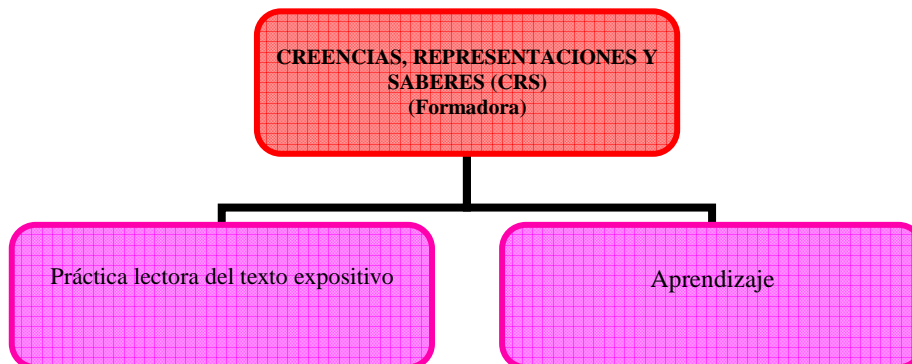 CREENCIAS, REPRESENTACIONES Y
SABERES (CRS)
(Formadora)
Práctica lectora del texto expositivo
Aprendizaje